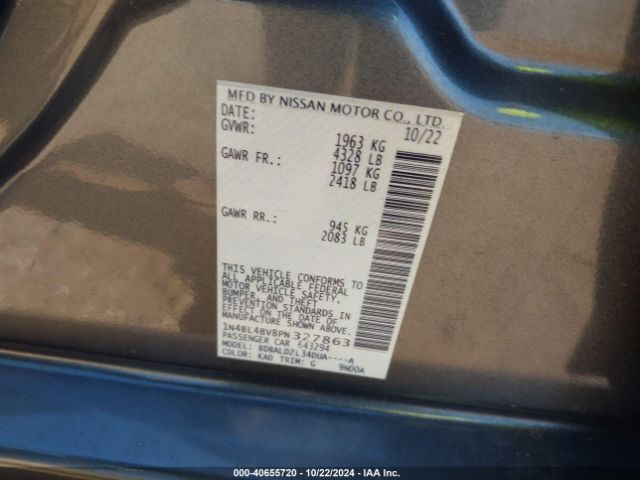 MFD BY NISSAN MOTOR CO., LTD.
DATE: 10/22
GVWR: 1963 KG
4328 LB
GAWR FR.: 1097 KG
2418 LB
GAWR RR.: 945 KG
2083 LB
THIS VEHICLE CONFORMS TO
ALL APPLICABLE FEDERAL
MOTOR VEHICLE SAFETY,
BUMPER, AND THEFT
PREVENTION STANDARDS IN
EFFECT ON THE DATE OF
MANUFACTURE SHOWN ABOVE.
1N4BL4BV8PN327863
PASSENGER CAR 643294
MODEL: BDBALDZL34DUA-----A
COLOR: KAD TRIM: G 9N00A
000-40655720 - 10/22/2024 - IAA Inc.